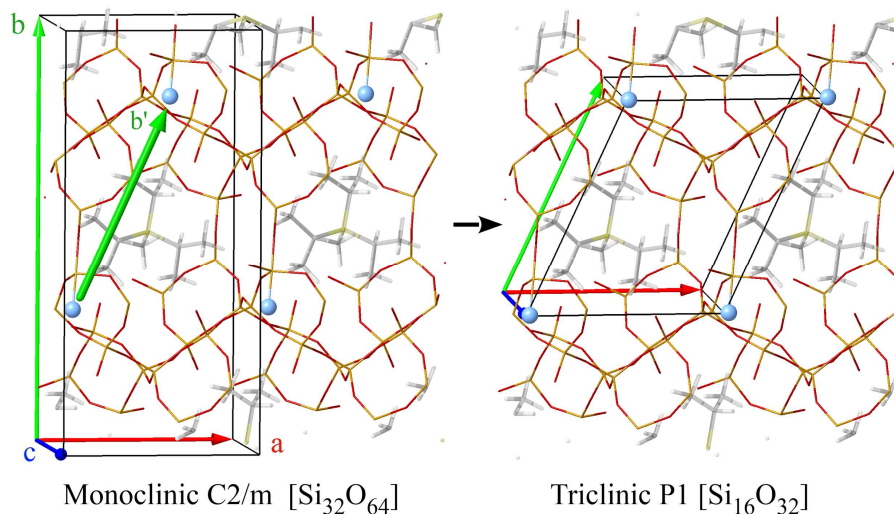 b
b'
a
c
Monoclinic C2/m [Si₃₂O₆₄]
Triclinic P1 [Si₁₆O₃₂]